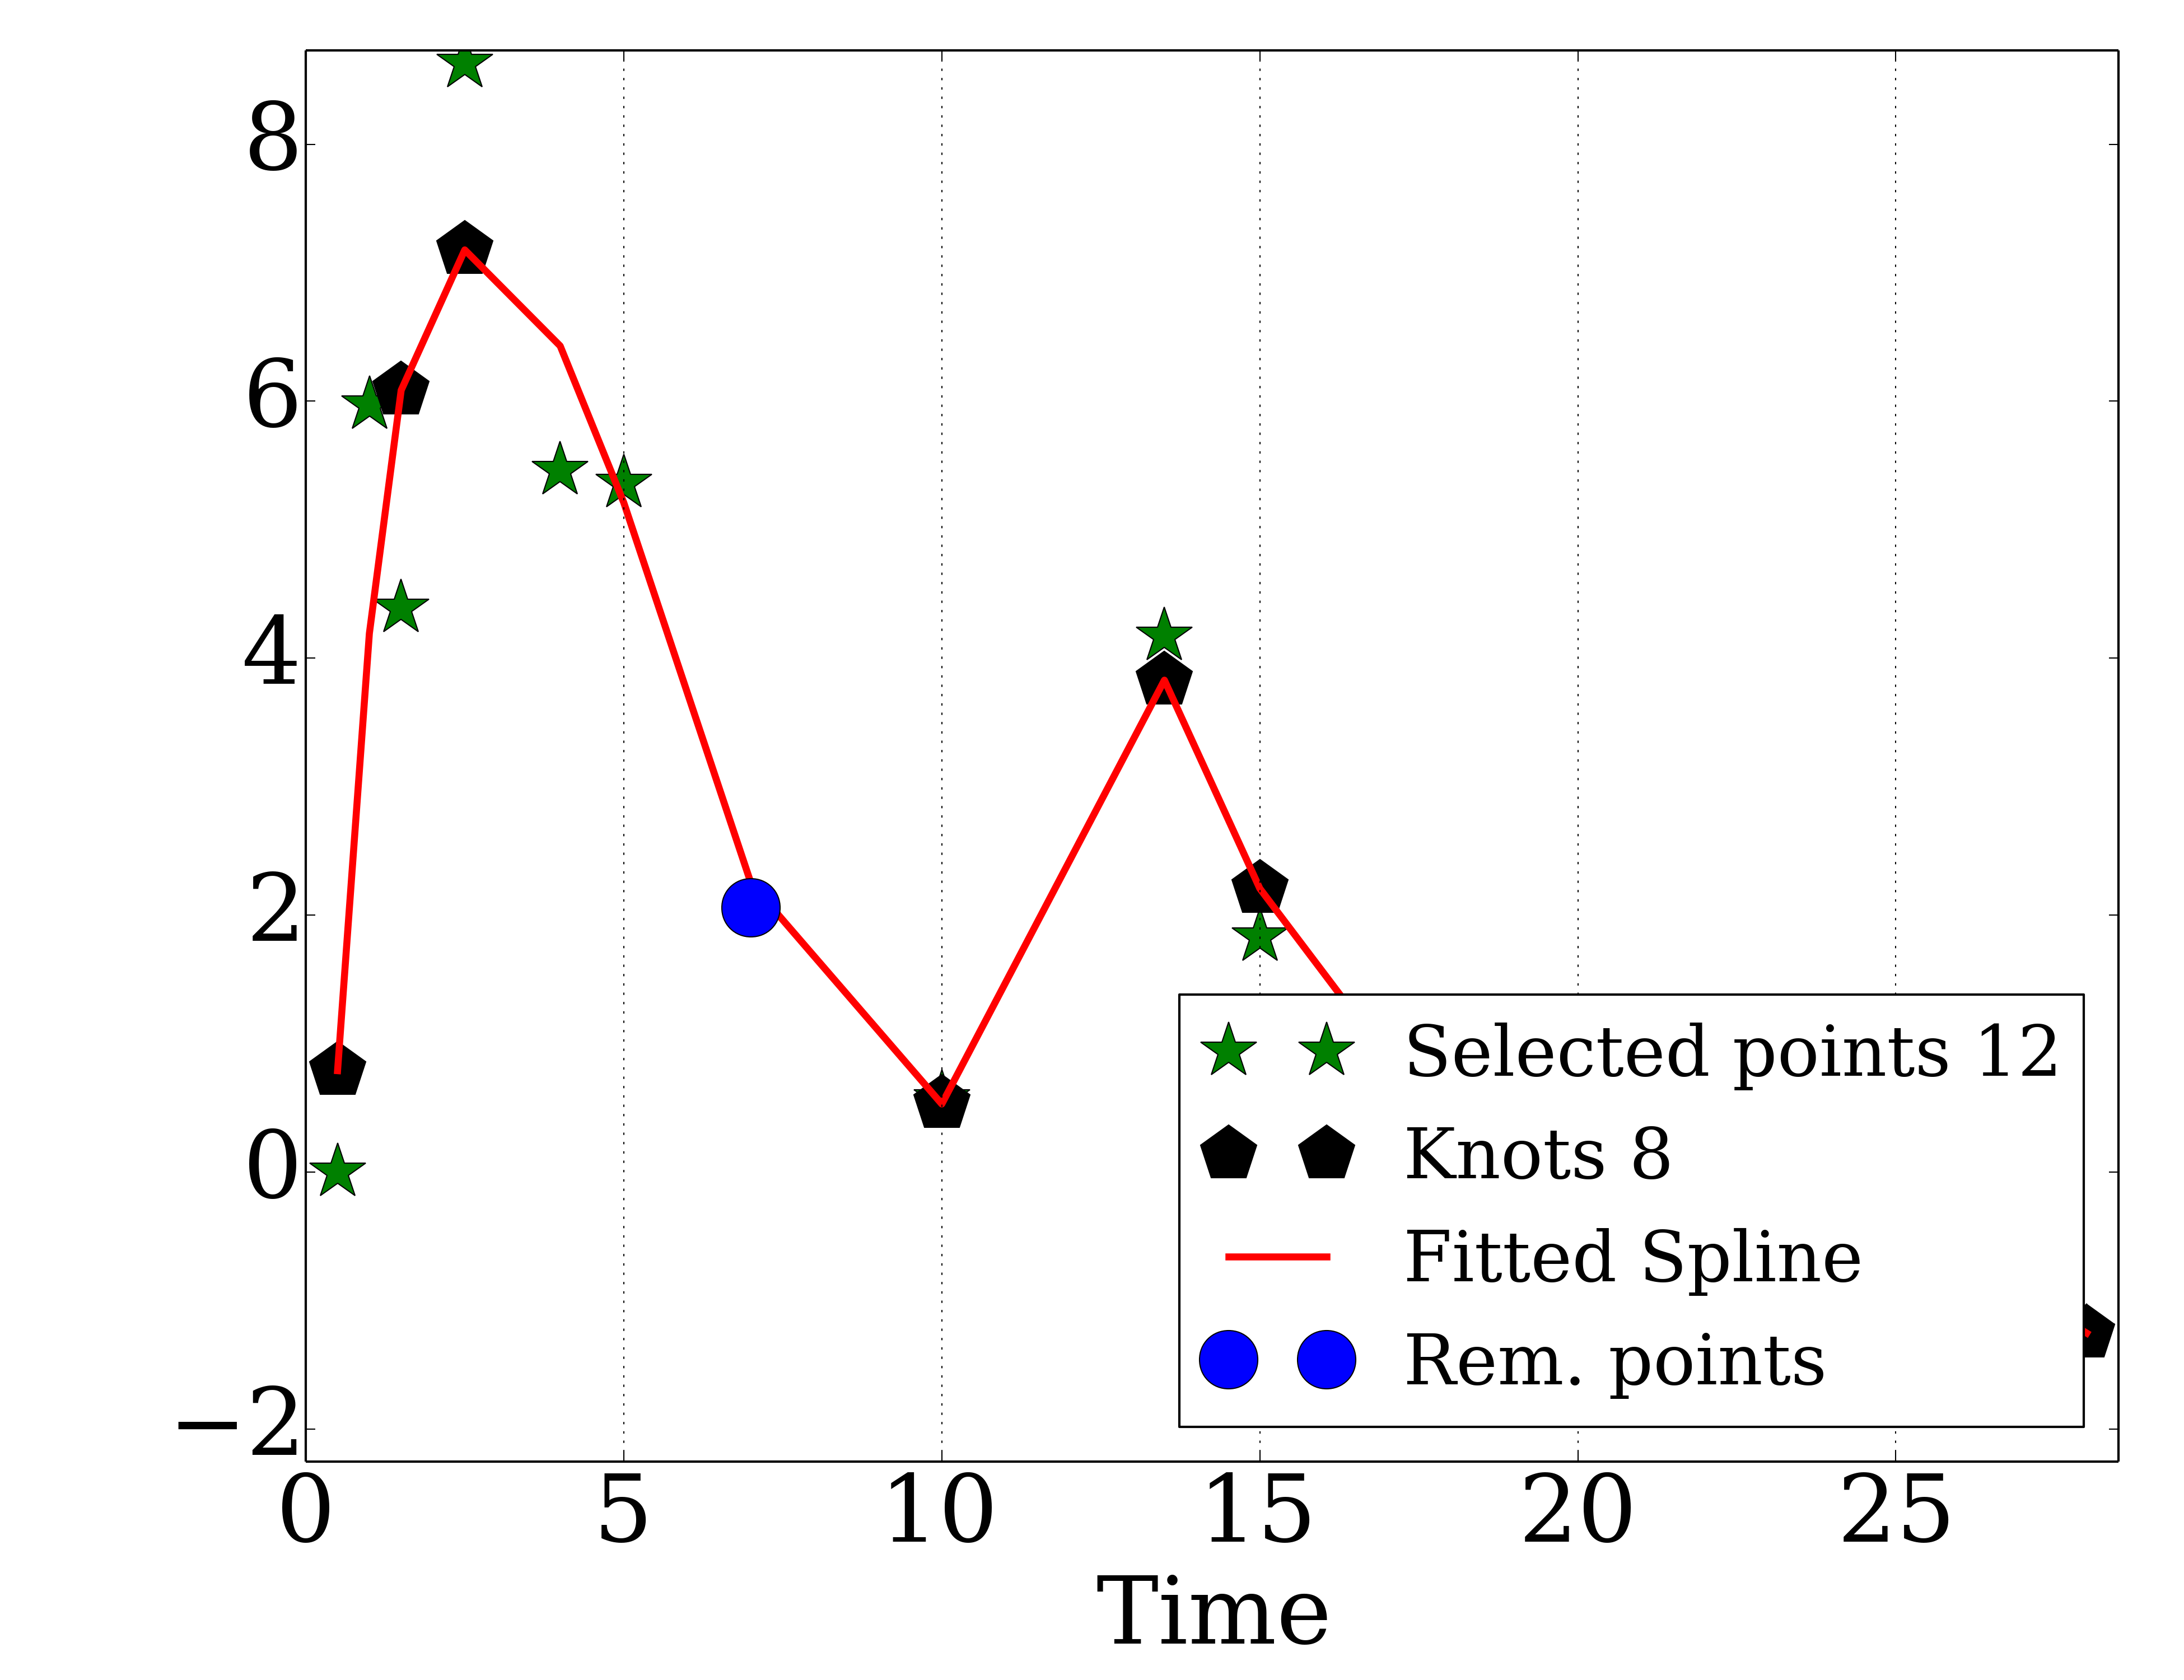 8
6
4
2
0
−2
0 5 10 15 20 25
Time
Selected points 12
Knots 8
Fitted Spline
Rem. points